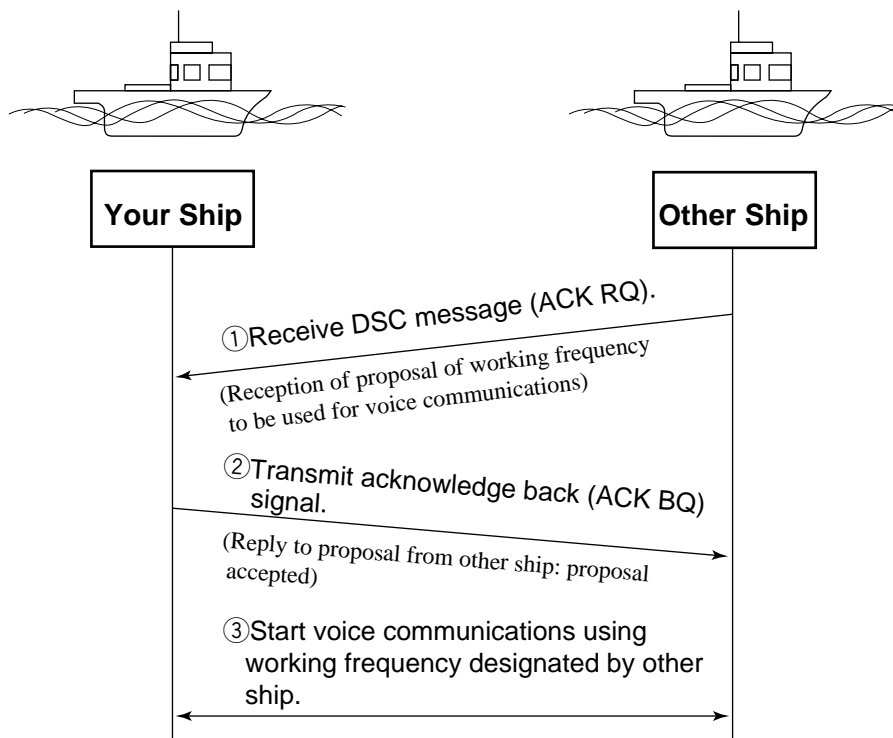 Your Ship
Other Ship
①Receive DSC message (ACK RQ).
(Reception of proposal of working frequency
to be used for voice communications)
②Transmit acknowledge back (ACK BQ)
signal.
(Reply to proposal from other ship: proposal
accepted)
③Start voice communications using
working frequency designated by other
ship.